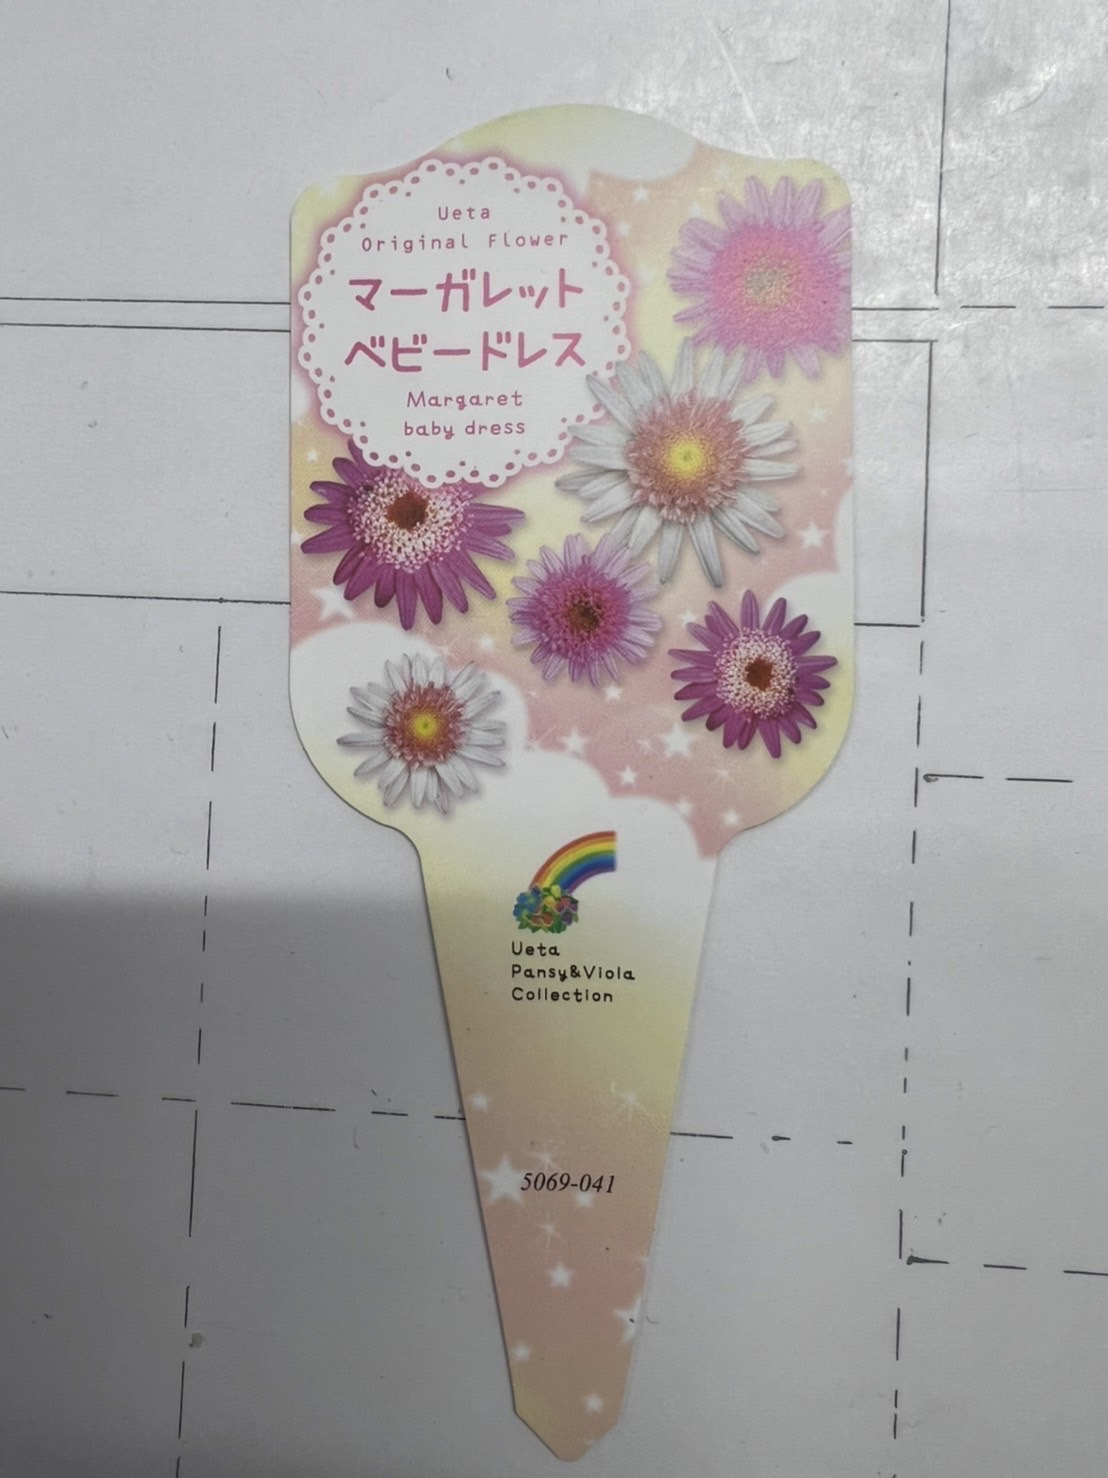 Ueta
Original Flower
マーガレット
ベビードレス
Margaret
baby dress
Ueta
Pansy&Viola
Collection
5069-041